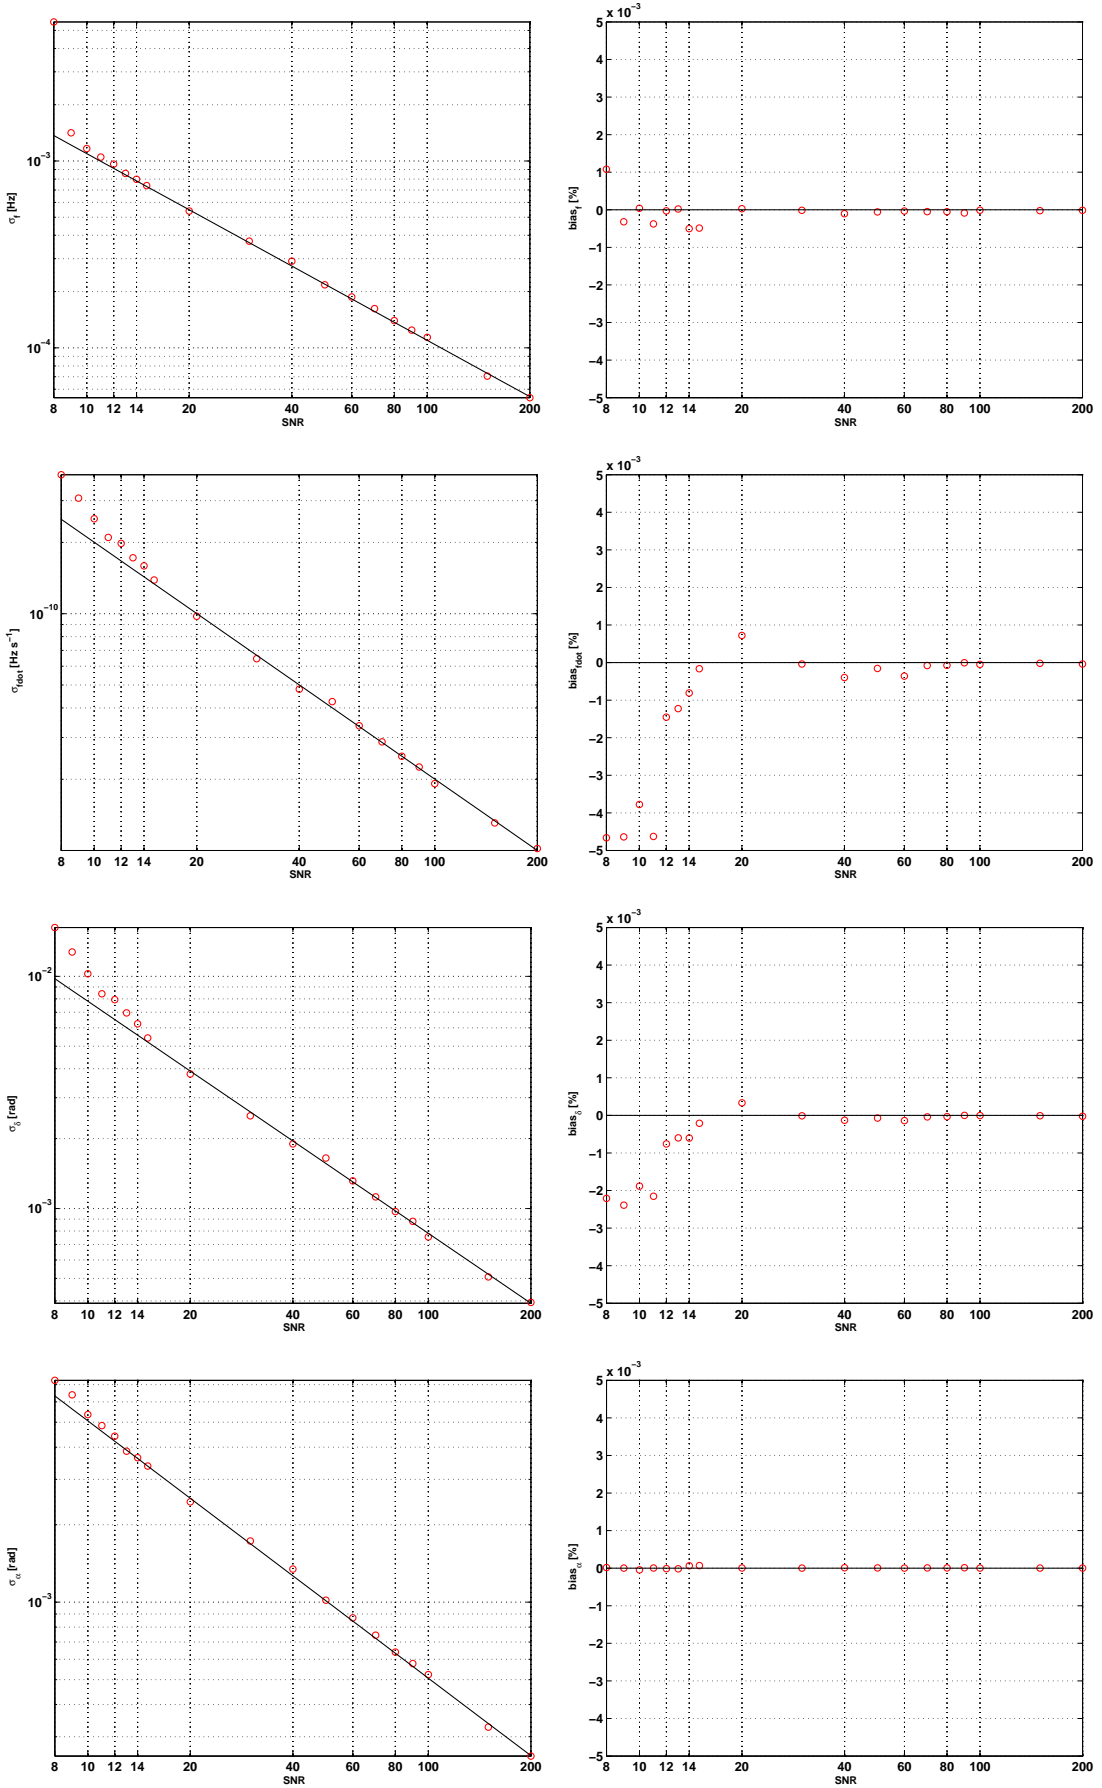 10⁻³
10⁻⁴
σf [Hz]
8 10 12 14 20 40 60 80 100 200
SNR
x 10⁻³
5
4
3
2
1
0
−1
−2
−3
−4
−5
biasf [%]
8 10 12 14 20 40 60 80 100 200
SNR
10⁻¹⁰
σfdot [Hz s⁻¹]
8 10 12 14 20 40 60 80 100 200
SNR
x 10⁻³
5
4
3
2
1
0
−1
−2
−3
−4
−5
biasfdot [%]
8 10 12 14 20 40 60 80 100 200
SNR
10⁻²
10⁻³
σδ [rad]
8 10 12 14 20 40 60 80 100 200
SNR
x 10⁻³
5
4
3
2
1
0
−1
−2
−3
−4
−5
biasδ [%]
8 10 12 14 20 40 60 80 100 200
SNR
10⁻³
σα [rad]
8 10 12 14 20 40 60 80 100 200
SNR
x 10⁻³
5
4
3
2
1
0
−1
−2
−3
−4
−5
biasα [%]
8 10 12 14 20 40 60 80 100 200
SNR